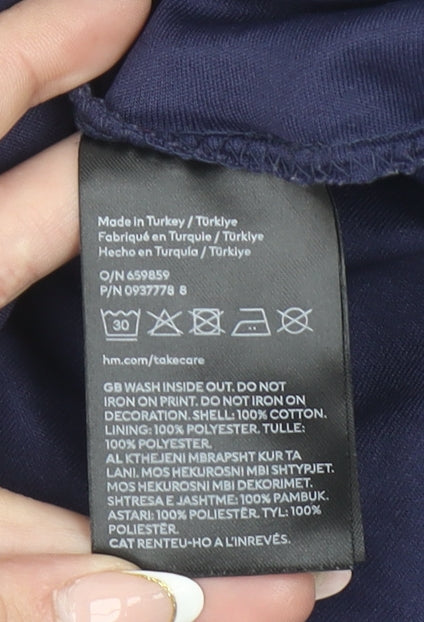 Made in Turkey / Türkiye
Fabriqué en Turquie / Türkiye
Hecho en Turquía / Türkiye
O/N 659859
P/N 0937778 8
30
hm.com/takecare
GB WASH INSIDE OUT. DO NOT
IRON ON PRINT. DO NOT IRON ON
DECORATION. SHELL: 100% COTTON.
LINING: 100% POLYESTER. TULLE:
100% POLYESTER.
AL KTHEJENI MBRAPSHT KUR TA
LANI. MOS HEKUROSNI MBI SHTYPJET.
MOS HEKUROSNI MBI DEKORIMET.
SHTRESA E JASHTME: 100% PAMBUK.
ASTARI: 100% POLIESTËR. TYL: 100%
POLIESTËR.
CAT RENTEU-HO A L'INREVÉS.